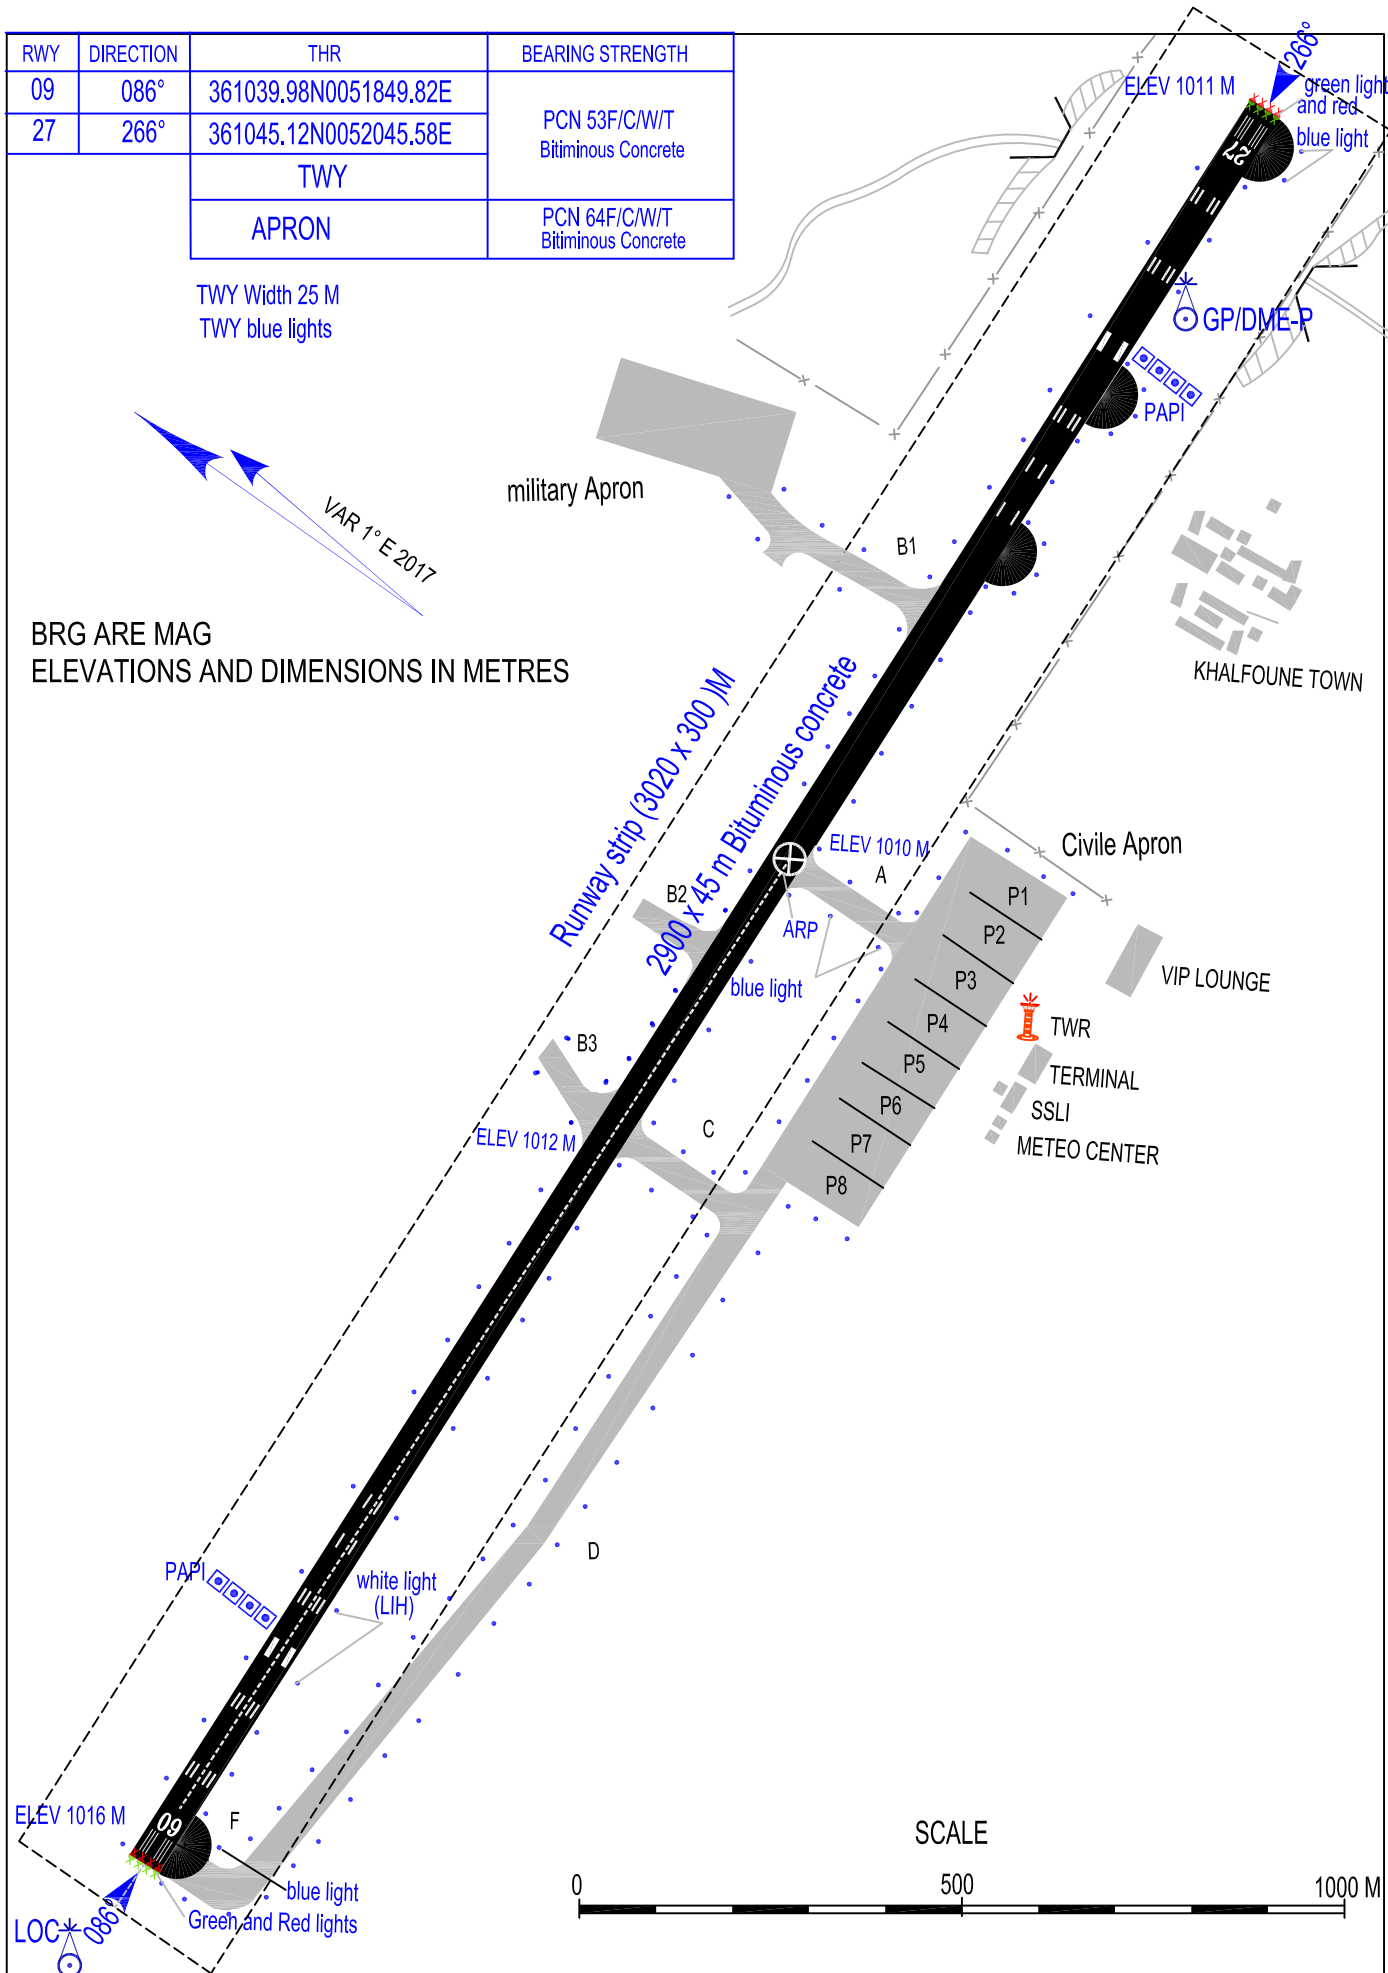 RWY DIRECTION THR BEARING STRENGTH
09 086° 361039.98N0051849.82E
27 266° 361045.12N0052045.58E
PCN 53F/C/W/T
Bitiminous Concrete
TWY
APRON
PCN 64F/C/W/T
Bitiminous Concrete
TWY Width 25 M
TWY blue lights
VAR 1° E 2017
BRG ARE MAG
ELEVATIONS AND DIMENSIONS IN METRES
266°
ELEV 1011 M
green light
and red
blue light
27
GP/DME-P
PAPI
military Apron
B1
KHALFOUNE TOWN
Runway strip (3020 x 300 )M
2900 x 45 m Bituminous concrete
ELEV 1010 M
A
Civile Apron
B2
ARP
blue light
P1
P2
P3
P4
P5
P6
P7
P8
VIP LOUNGE
TWR
TERMINAL
SSLI
METEO CENTER
B3
ELEV 1012 M
C
D
PAPI
white light
(LIH)
ELEV 1016 M
09
F
blue light
Green and Red lights
086°
LOC
SCALE
0 500 1000 M